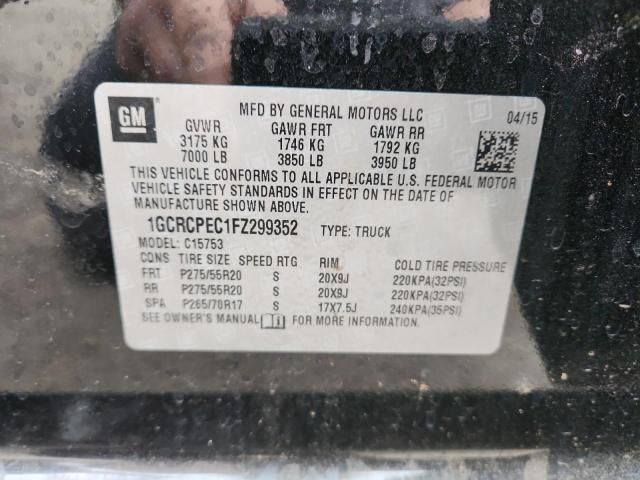 GM
MFD BY GENERAL MOTORS LLC
04/15
GVWR GAWR FRT GAWR RR
3175 KG 1746 KG 1792 KG
7000 LB 3850 LB 3950 LB
THIS VEHICLE CONFORMS TO ALL APPLICABLE U.S. FEDERAL MOTOR
VEHICLE SAFETY STANDARDS IN EFFECT ON THE DATE OF
MANUFACTURE SHOWN ABOVE.
1GCRCPEC1FZ299352 TYPE: TRUCK
MODEL: C15753
CONS TIRE SIZE SPEED RTG RIM COLD TIRE PRESSURE
FRT P275/55R20 S 20X9J 220KPA(32PSI)
RR P275/55R20 S 20X9J 220KPA(32PSI)
SPA P265/70R17 S 17X7.5J 240KPA(35PSI)
SEE OWNER'S MANUAL FOR MORE INFORMATION.